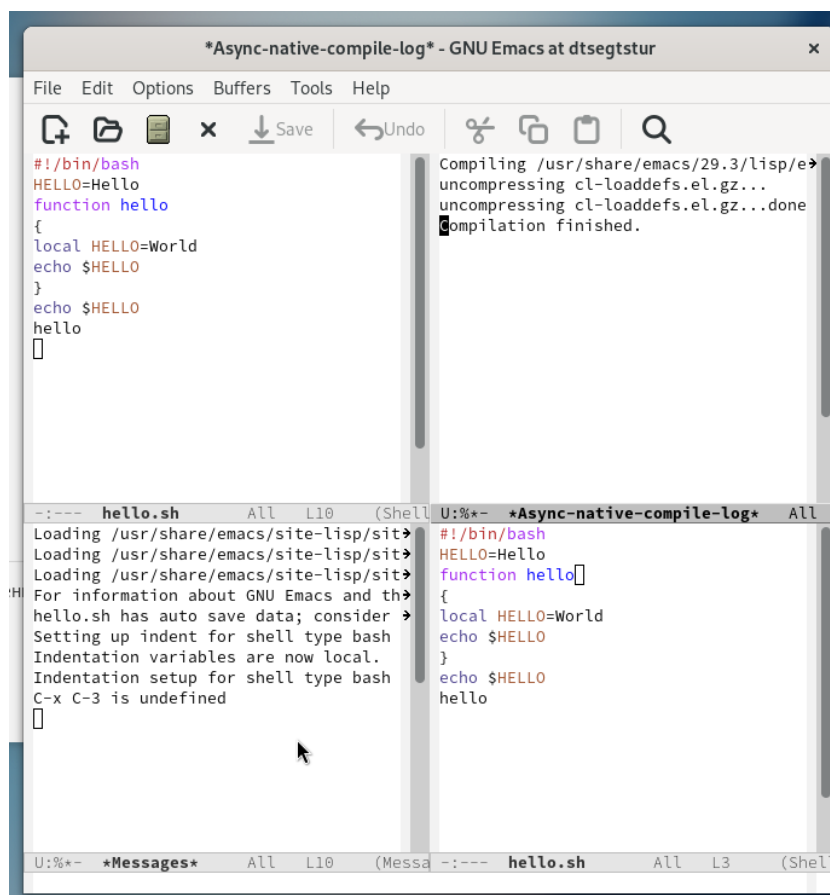 *Async-native-compile-log* - GNU Emacs at dtsegtstur ×
File Edit Options Buffers Tools Help
Save Undo
#!/bin/bash
HELLO=Hello
function hello
{
local HELLO=World
echo $HELLO
}
echo $HELLO
hello
-:--- hello.sh All L10 (Shell
Compiling /usr/share/emacs/29.3/lisp/e
uncompressing cl-loaddefs.el.gz...
uncompressing cl-loaddefs.el.gz...done
Compilation finished.
U:%*- *Async-native-compile-log* All
Loading /usr/share/emacs/site-lisp/sit
Loading /usr/share/emacs/site-lisp/sit
Loading /usr/share/emacs/site-lisp/sit
For information about GNU Emacs and th
hello.sh has auto save data; consider
Setting up indent for shell type bash
Indentation variables are now local.
Indentation setup for shell type bash
C-x C-3 is undefined
U:%*- *Messages* All L10 (Messa
#!/bin/bash
HELLO=Hello
function hello
{
local HELLO=World
echo $HELLO
}
echo $HELLO
hello
-:--- hello.sh All L3 (Shel